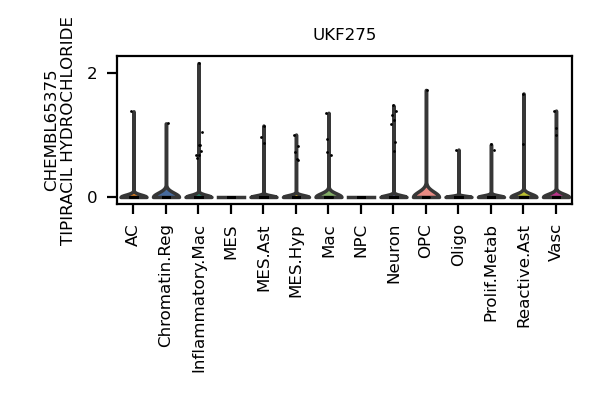 UKF275
CHEMBL65375
TIPIRACIL HYDROCHLORIDE
2
0
AC
Chromatin.Reg
Inflammatory.Mac
MES
MES.Ast
MES.Hyp
Mac
NPC
Neuron
OPC
Oligo
Prolif.Metab
Reactive.Ast
Vasc